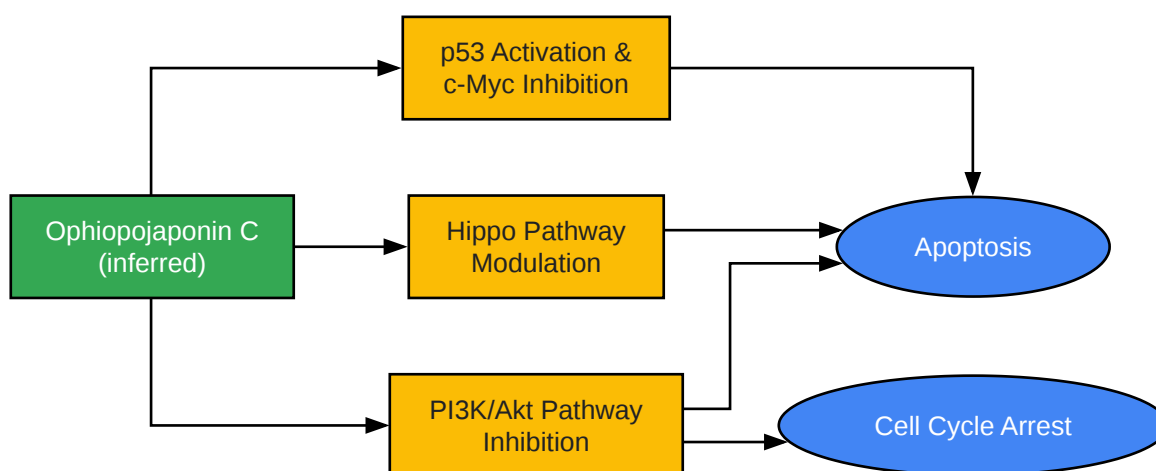 p53 Activation &
c-Myc Inhibition
Ophiopojaponin C
(inferred)
Hippo Pathway
Modulation
Apoptosis
PI3K/Akt Pathway
Inhibition
Cell Cycle Arrest